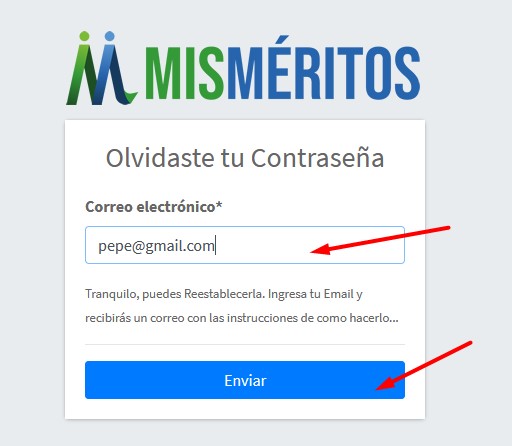 MISMÉRITOS
Olvidaste tu Contraseña
Correo electrónico*
pepe@gmail.com
Tranquilo, puedes Reestablecerla. Ingresa tu Email y
recibirás un correo con las instrucciones de como hacerlo...
Enviar